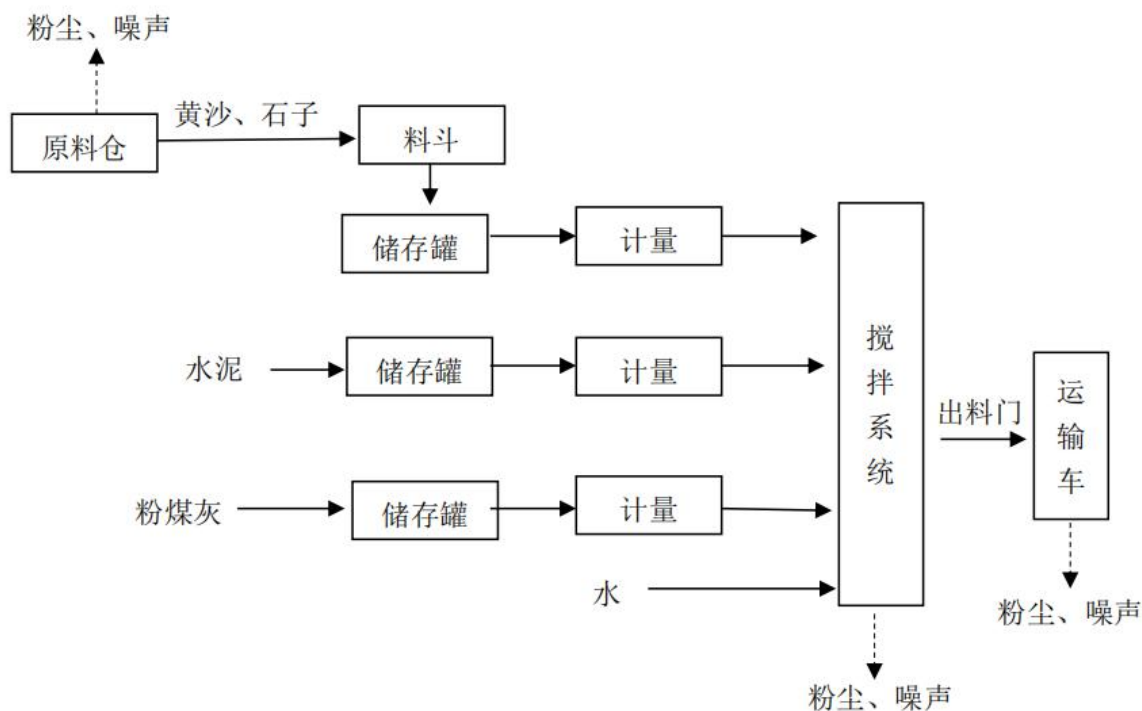 粉尘、噪声
黄沙、石子
原料仓
料斗
储存罐
计量
水泥
储存罐
计量
搅拌系统
出料门
运输车
粉煤灰
储存罐
计量
水
粉尘、噪声
粉尘、噪声